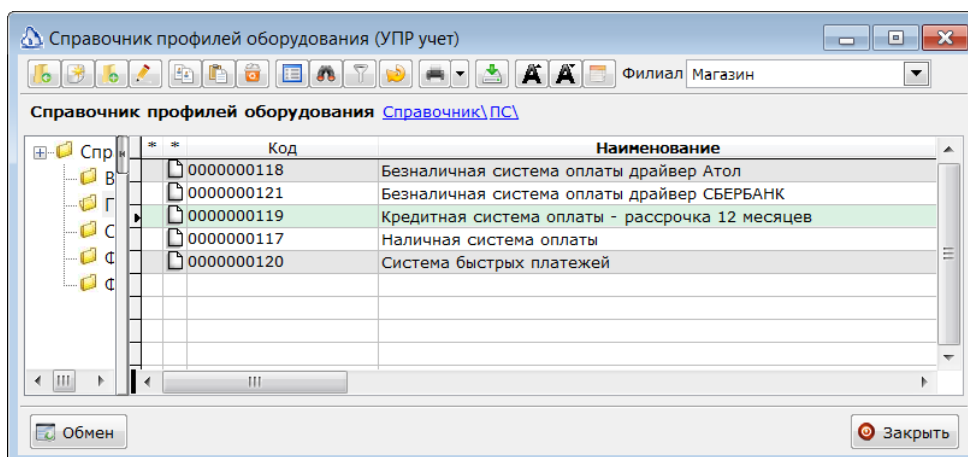 Справочник профилей оборудования (УПР учет)
Филиал Магазин
Справочник профилей оборудования Справочник\ПС\
* * Код Наименование
0000000118 Безналичная система оплаты драйвер Атол
0000000121 Безналичная система оплаты драйвер СБЕРБАНК
0000000119 Кредитная система оплаты - рассрочка 12 месяцев
0000000117 Наличная система оплаты
0000000120 Система быстрых платежей
Спр
В
С
Ф
Ф
Обмен
Закрыть